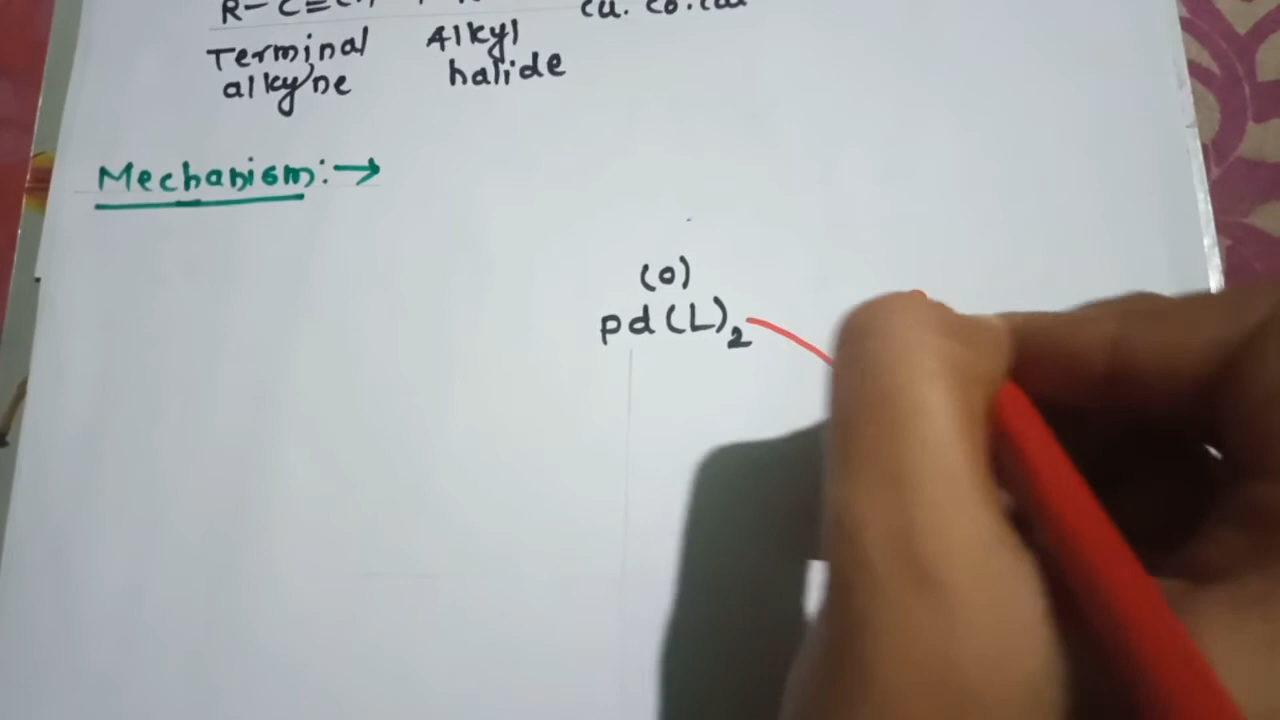 R-C≡
Terminal Alkyl
alkyne halide
Mechanism:→
(0)
pd(L)2